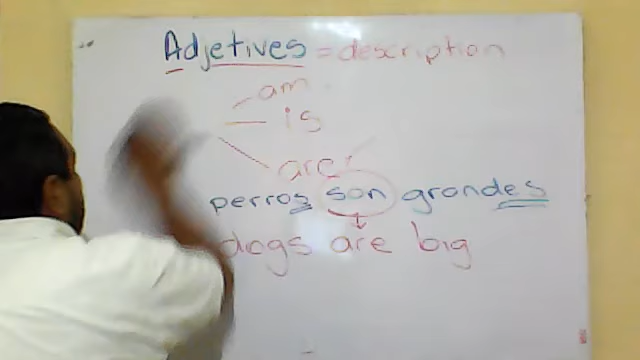 Adjetives = description
am
is
are
perros son grandes
dogs are big